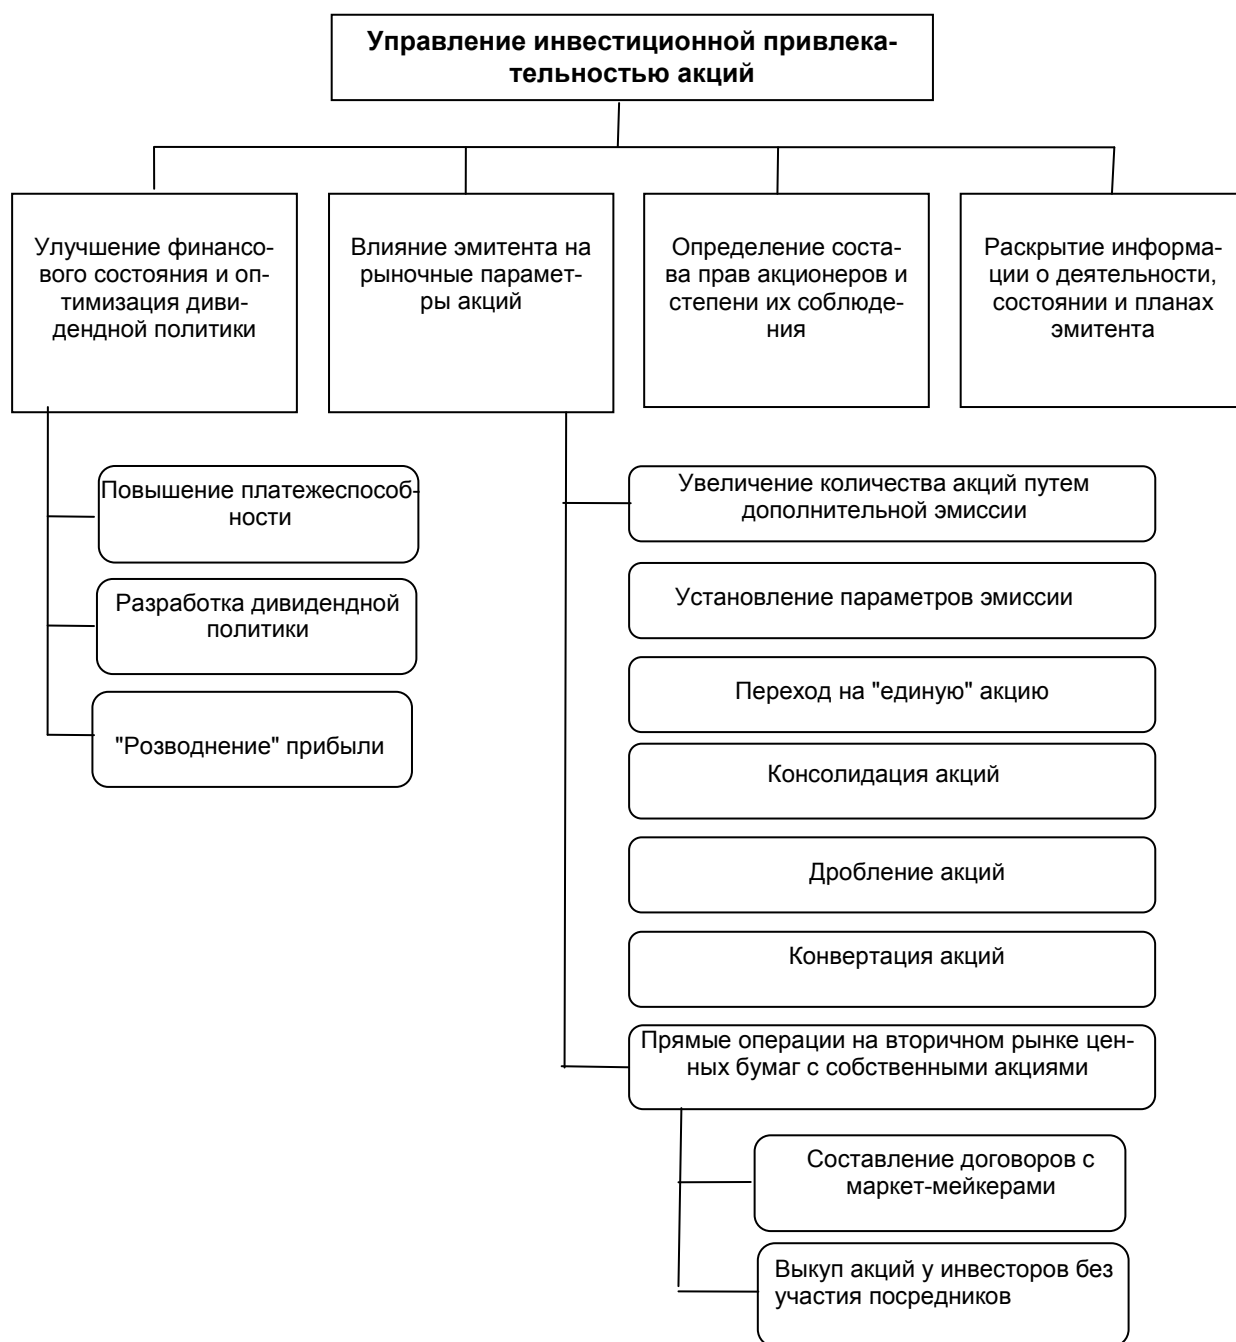 Управление инвестиционной привлека-
тельностью акций
Улучшение финансо-
вого состояния и оп-
тимизация диви-
дендной политики
Влияние эмитента на
рыночные парамет-
ры акций
Определение соста-
ва прав акционеров и
степени их соблюде-
ния
Раскрытие информа-
ции о деятельности,
состоянии и планах
эмитента
Повышение платежеспособ-
ности
Разработка дивидендной
политики
"Розводнение" прибыли
Увеличение количества акций путем
дополнительной эмиссии
Установление параметров эмиссии
Переход на "единую" акцию
Консолидация акций
Дробление акций
Конвертация акций
Прямые операции на вторичном рынке цен-
ных бумаг с собственными акциями
Составление договоров с
маркет-мейкерами
Выкуп акций у инвесторов без
участия посредников